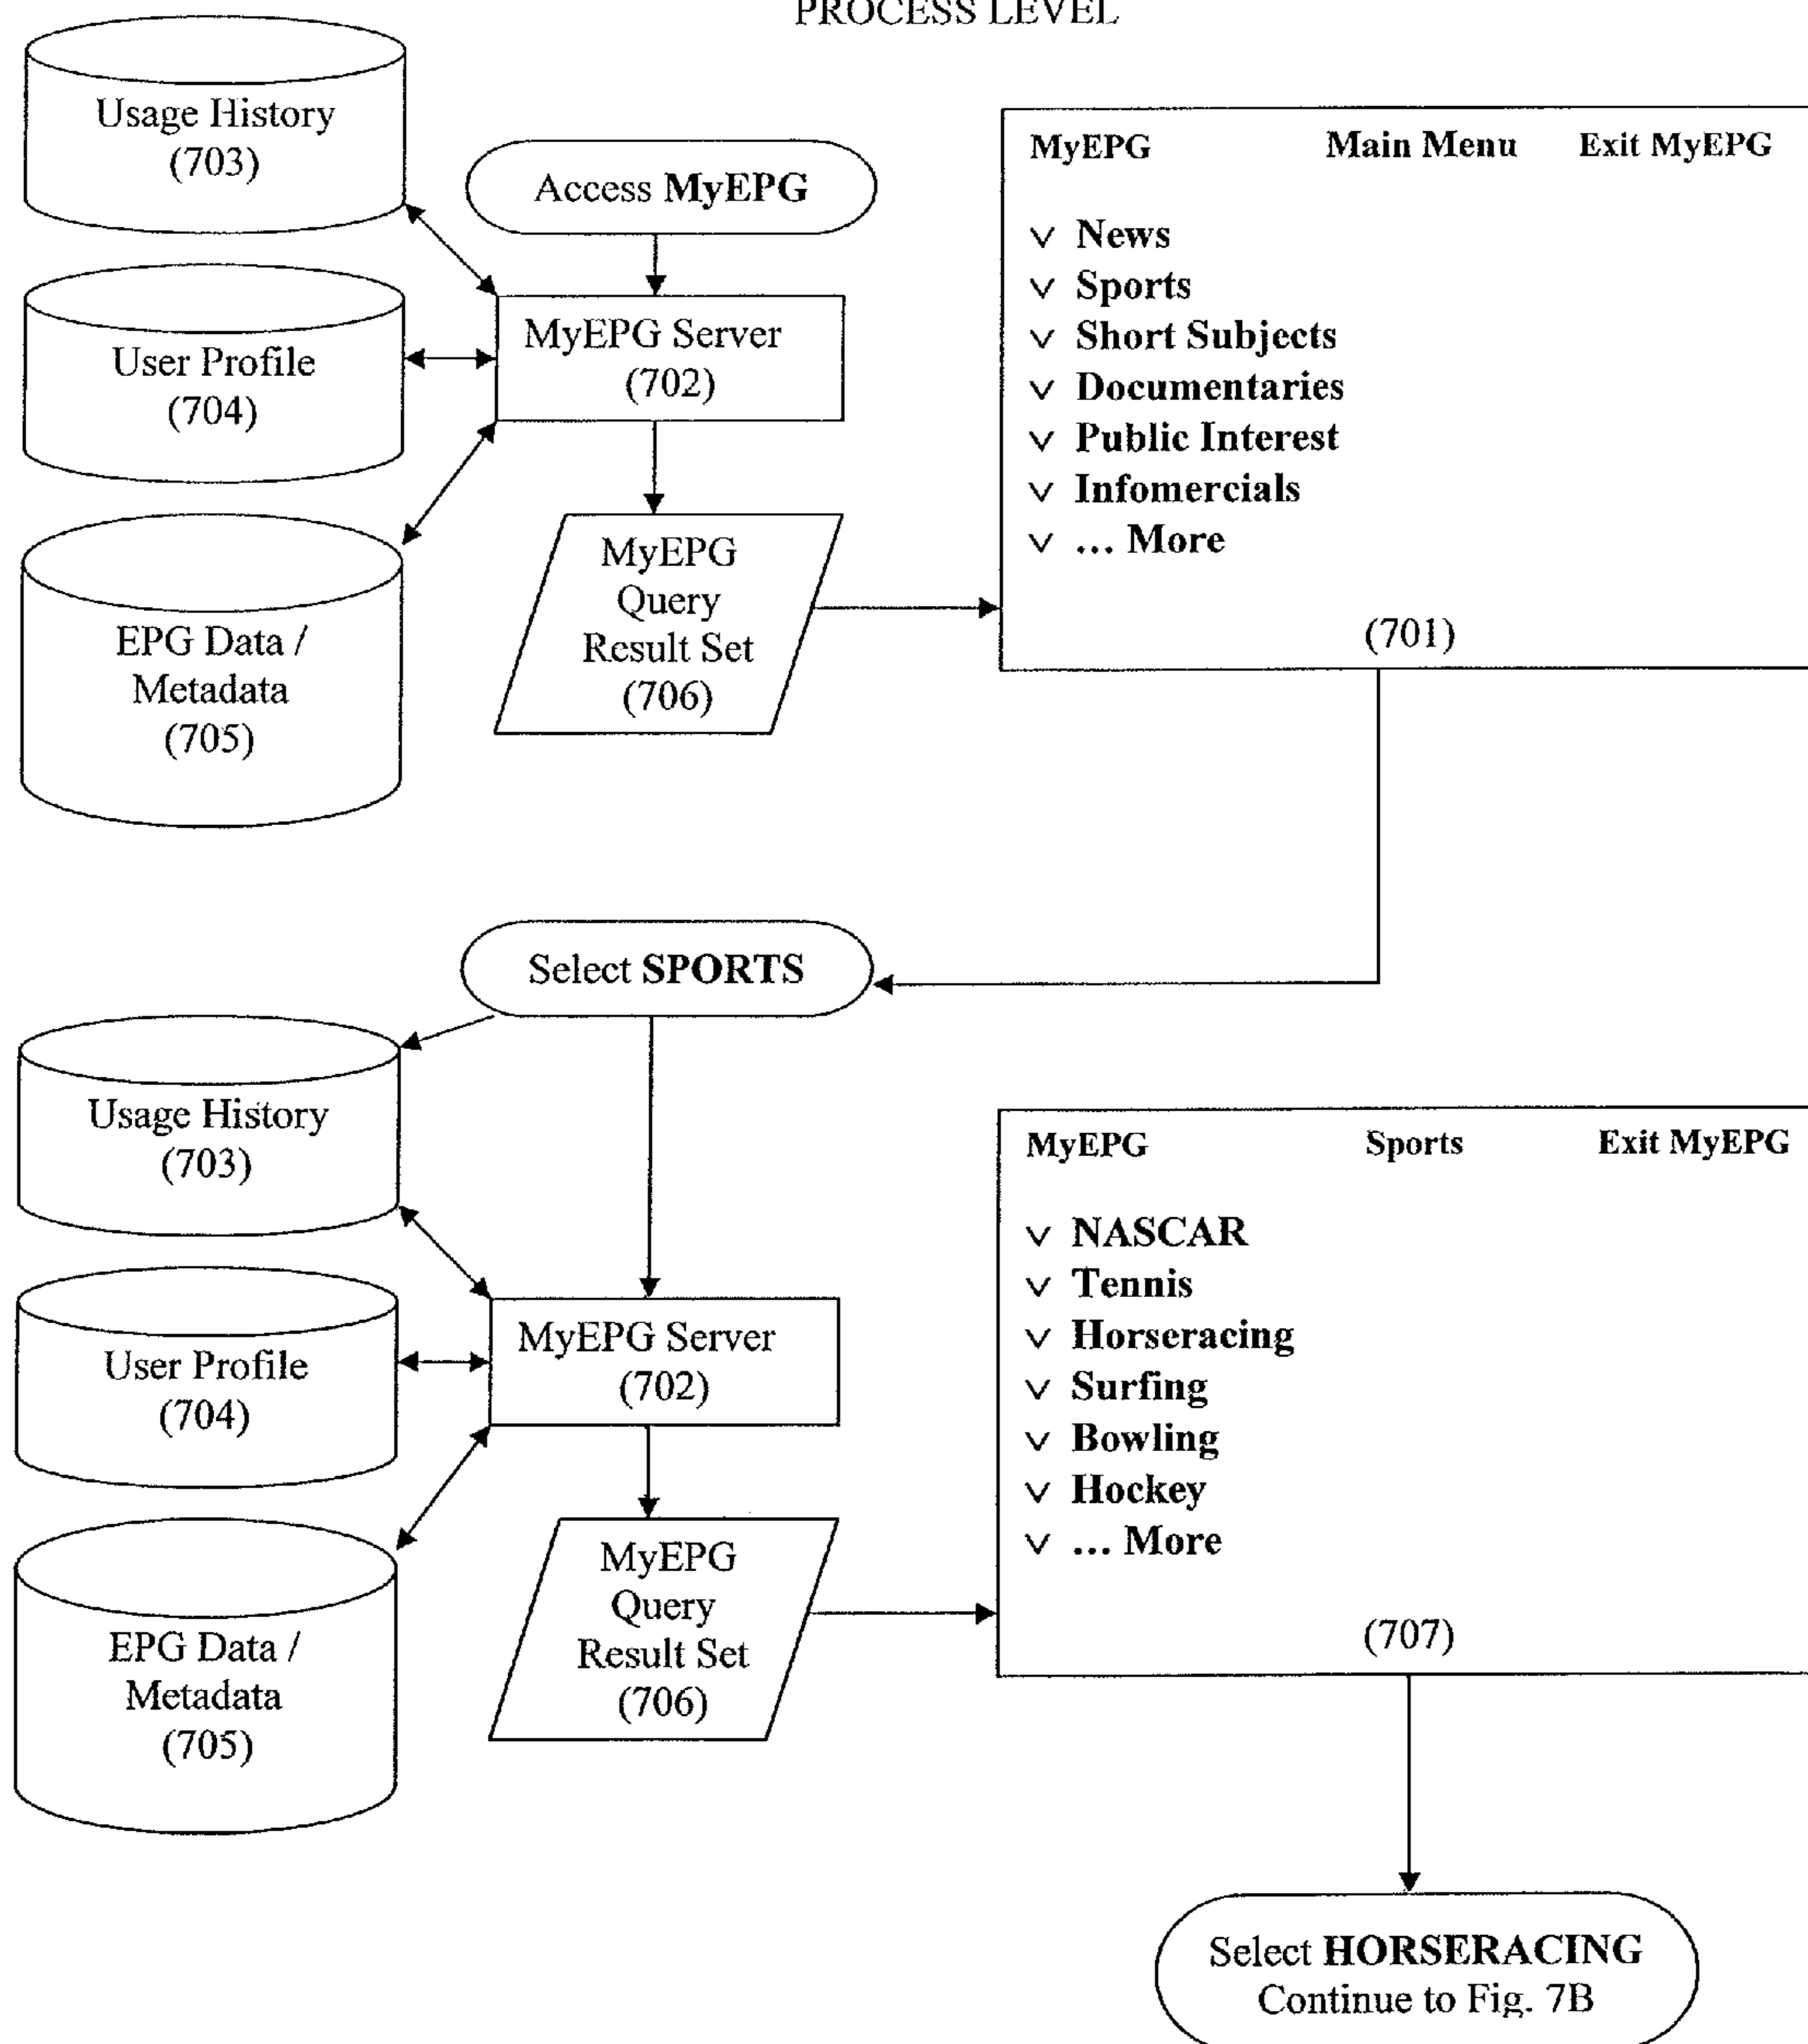 PROCESS LEVEL
Usage History
(703)
Access MyEPG
User Profile
(704)
MyEPG Server
(702)
EPG Data /
Metadata
(705)
MyEPG
Query
Result Set
(706)
MyEPG Main Menu Exit MyEPG
v News
v Sports
v Short Subjects
v Documentaries
v Public Interest
v Infomercials
v ... More
(701)
Select SPORTS
Usage History
(703)
User Profile
(704)
MyEPG Server
(702)
EPG Data /
Metadata
(705)
MyEPG
Query
Result Set
(706)
MyEPG Sports Exit MyEPG
v NASCAR
v Tennis
v Horseracing
v Surfing
v Bowling
v Hockey
v ... More
(707)
Select HORSERACING
Continue to Fig. 7B